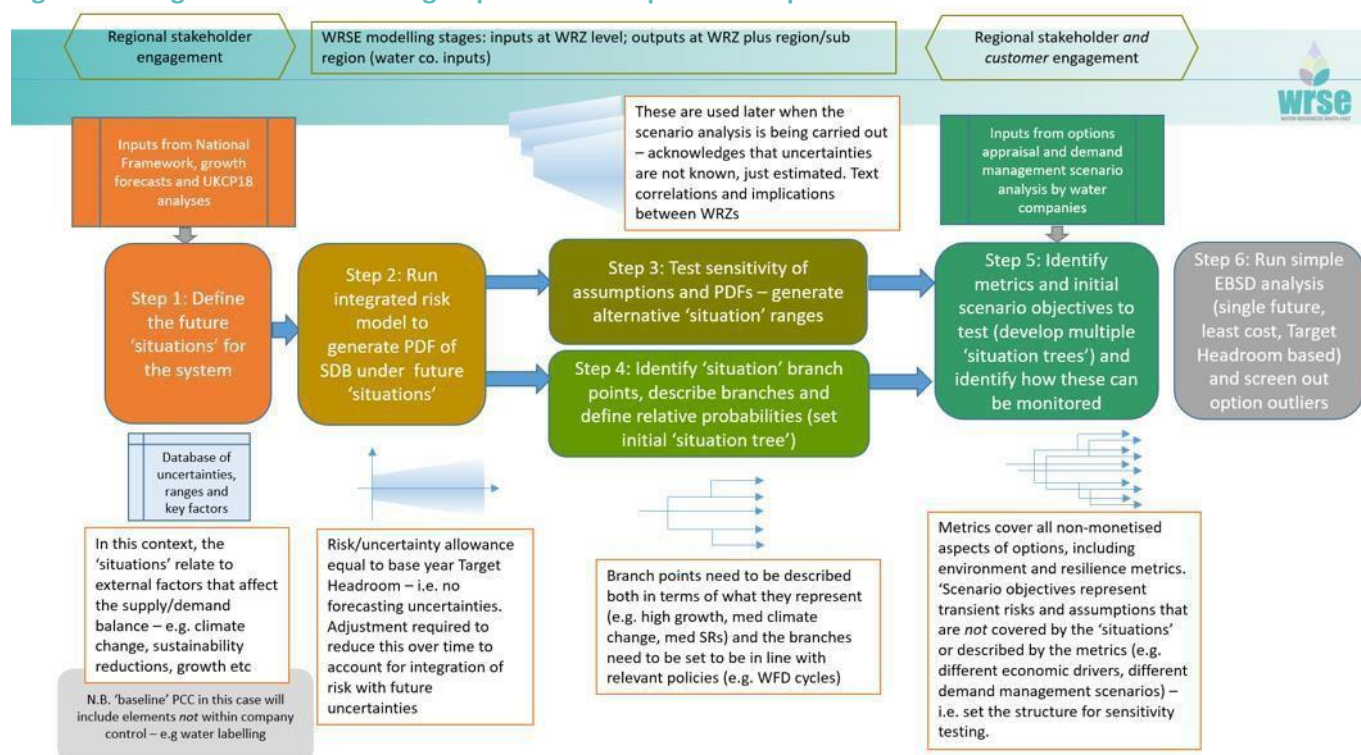 Regional stakeholder
engagement
WRSE modelling stages: inputs at WRZ level; outputs at WRZ plus region/sub
region (water co. inputs)
Regional stakeholder and
customer engagement
wrse
Inputs from National
Framework, growth
forecasts and UKCP18
analyses
These are used later when the
scenario analysis is being carried out
– acknowledges that uncertainties
are not known, just estimated. Text
correlations and implications
between WRZs
Inputs from options
appraisal and demand
management scenario
analysis by water
companies
Step 1: Define
the future
‘situations’ for
the system
Step 2: Run
integrated risk
model to
generate PDF of
SDB under future
‘situations’
Step 3: Test sensitivity of
assumptions and PDFs – generate
alternative ‘situation’ ranges
Step 4: Identify ‘situation’ branch
points, describe branches and
define relative probabilities (set
initial ‘situation tree’)
Step 5: Identify
metrics and initial
scenario objectives to
test (develop multiple
‘situation trees’) and
identify how these can
be monitored
Step 6: Run simple
EBSD analysis
(single future,
least cost, Target
Headroom based)
and screen out
option outliers
Database of
uncertainties,
ranges and
key factors
In this context, the
‘situations’ relate to
external factors that affect
the supply/demand
balance – e.g. climate
change, sustainability
reductions, growth etc
N.B. ‘baseline’ PCC in this case will
include elements not within company
control – e.g water labelling
Risk/uncertainty allowance
equal to base year Target
Headroom – i.e. no
forecasting uncertainties.
Adjustment required to
reduce this over time to
account for integration of
risk with future
uncertainties
Branch points need to be described
both in terms of what they represent
(e.g. high growth, med climate
change, med SRs) and the branches
need to be set to be in line with
relevant policies (e.g. WFD cycles)
Metrics cover all non-monetised
aspects of options, including
environment and resilience metrics.
‘Scenario objectives represent
transient risks and assumptions that
are not covered by the ‘situations’
or described by the metrics (e.g.
different economic drivers, different
demand management scenarios) –
i.e. set the structure for sensitivity
testing.